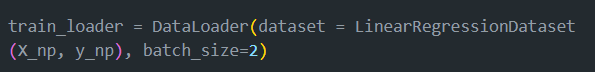 train_loader = DataLoader(dataset = LinearRegressionDataset
(X_np, y_np), batch_size=2)